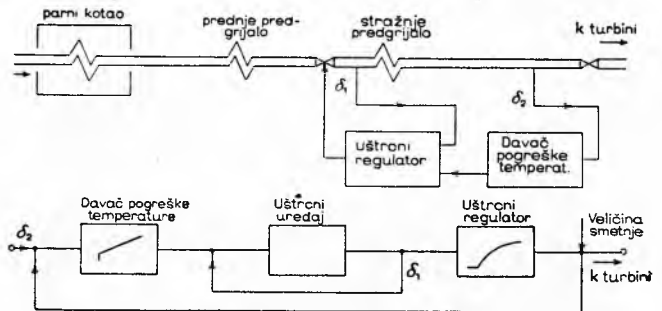 parni kotao
prednje pred-
grijalo
stražnje
predgrijalo
k turbini
δ₁
δ₂
Uštrcni
regulator
Davač
pogreške
temperat.
Davač pogreške
temperature
Uštrcni
uređaj
Uštrcni
regulator
Veličina
smetnje
δ₂
δ₁
k turbini